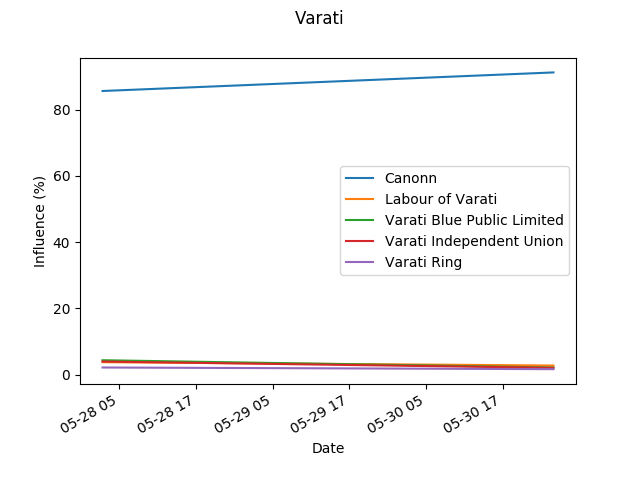 Varati
80
60
40
20
0
Influence (%)
Canonn
Labour of Varati
Varati Blue Public Limited
Varati Independent Union
Varati Ring
05-28 05
05-28 17
05-29 05
05-29 17
05-30 05
05-30 17
Date